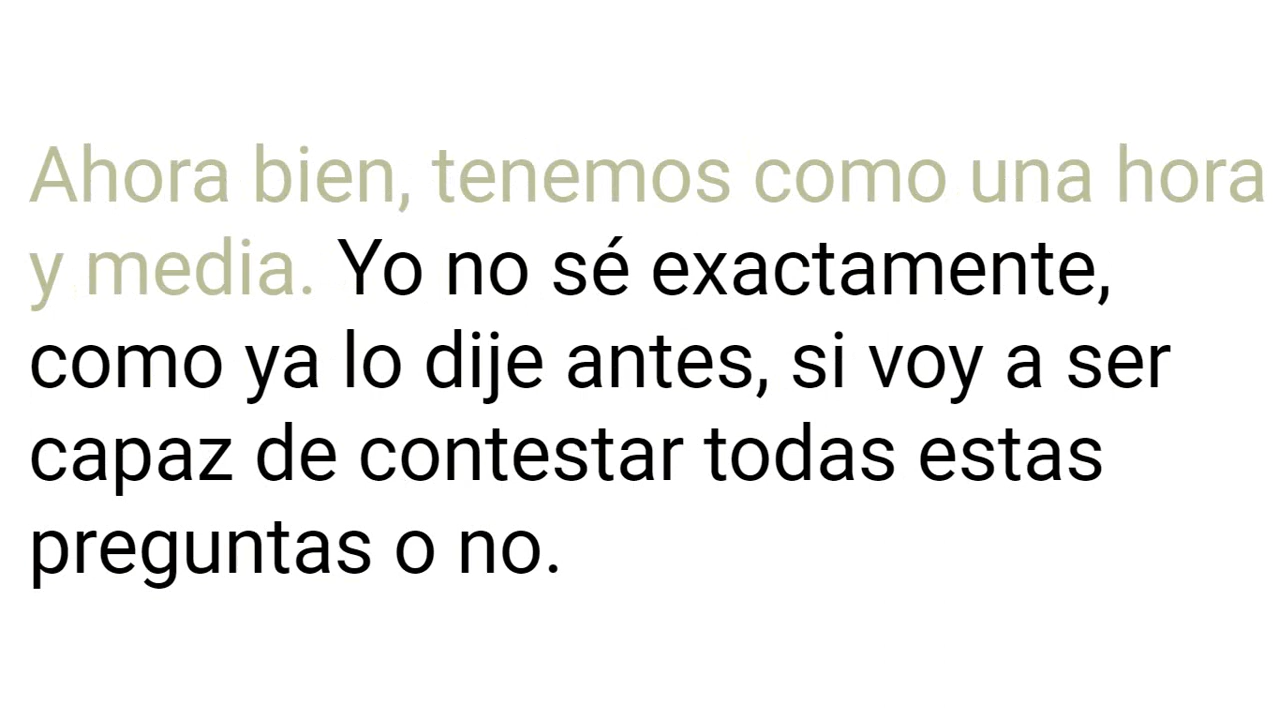 Ahora bien, tenemos como una hora
y media. Yo no sé exactamente,
como ya lo dije antes, si voy a ser
capaz de contestar todas estas
preguntas o no.